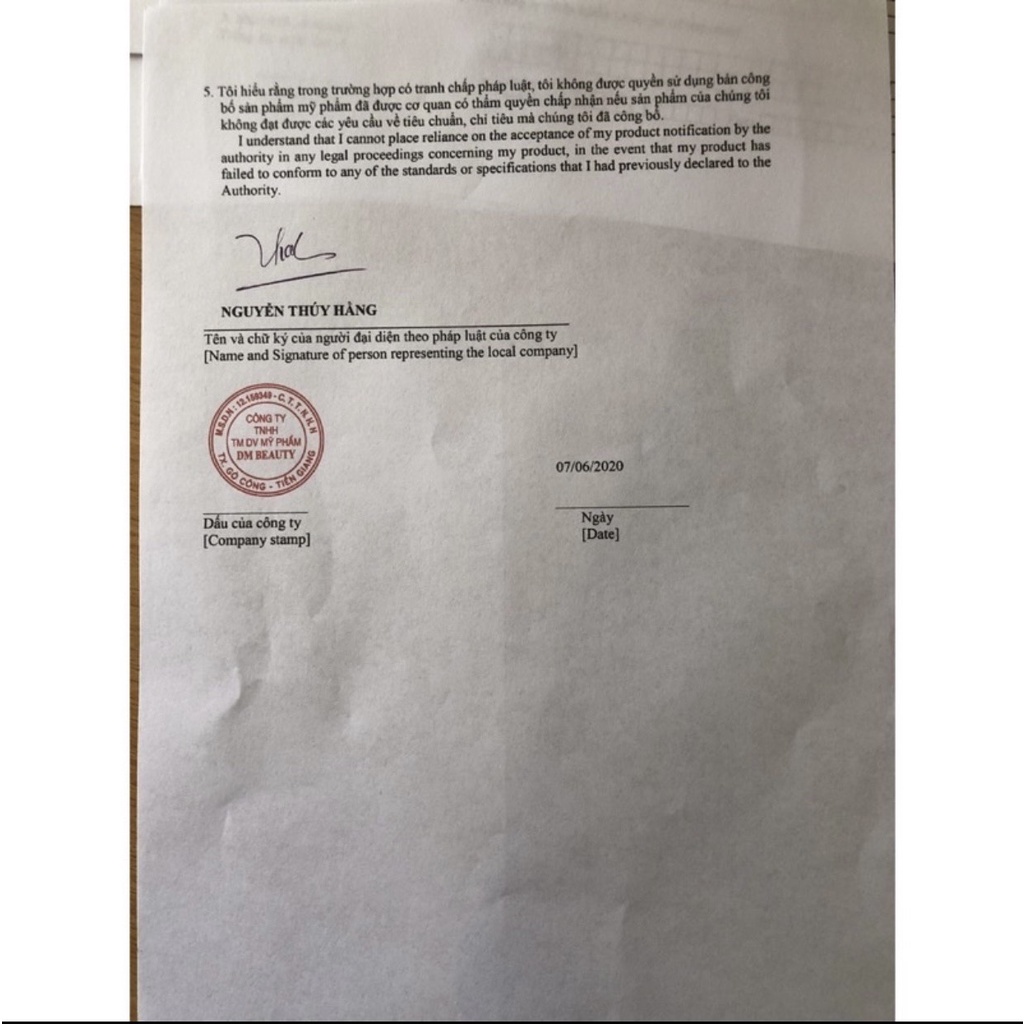 5. Tôi hiểu rằng trong trường hợp có tranh chấp pháp luật, tôi không được quyền sử dụng bản công
bố sản phẩm mỹ phẩm đã được cơ quan có thẩm quyền chấp nhận nếu sản phẩm của chúng tôi
không đạt được các yêu cầu về tiêu chuẩn, chỉ tiêu mà chúng tôi đã công bố.
I understand that I cannot place reliance on the acceptance of my product notification by the
authority in any legal proceedings concerning my product, in the event that my product has
failed to conform to any of the standards or specifications that I had previously declared to the
Authority.
NGUYỄN THÚY HẰNG
Tên và chữ ký của người đại diện theo pháp luật của công ty
[Name and Signature of person representing the local company]
M.S.D.N: 12.159349 - C.T.T.N.H.H
CÔNG TY
TNHH
TM DV MỸ PHẨM
DM BEAUTY
TX. GÒ CÔNG - TIỀN GIANG
07/06/2020
Dấu của công ty
[Company stamp]
Ngày
[Date]